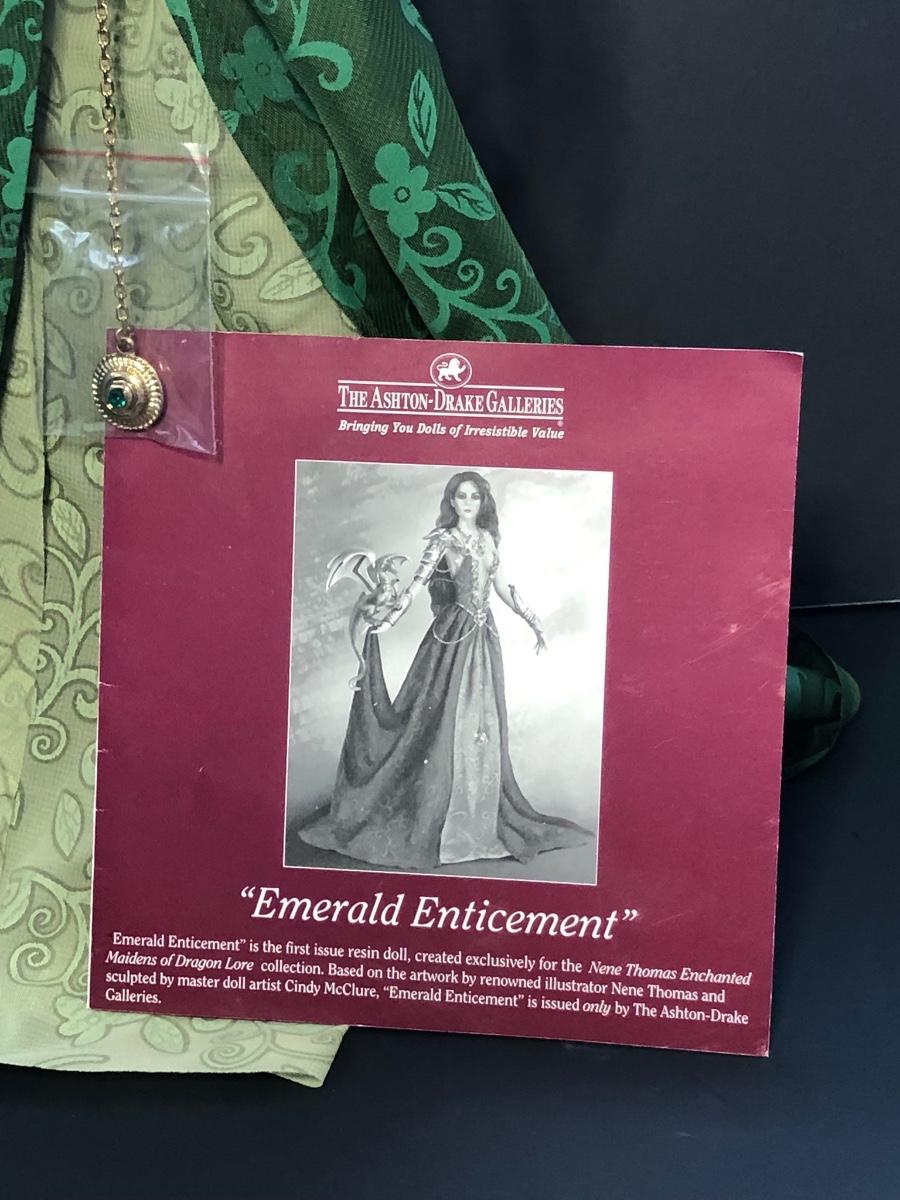 THE ASHTON-DRAKE GALLERIES®
Bringing You Dolls of Irresistible Value
“Emerald Enticement”
Emerald Enticement” is the first issue resin doll, created exclusively for the Nene Thomas Enchanted
Maidens of Dragon Lore collection. Based on the artwork by renowned illustrator Nene Thomas and
sculpted by master doll artist Cindy McClure, “Emerald Enticement” is issued only by The Ashton-Drake
Galleries.